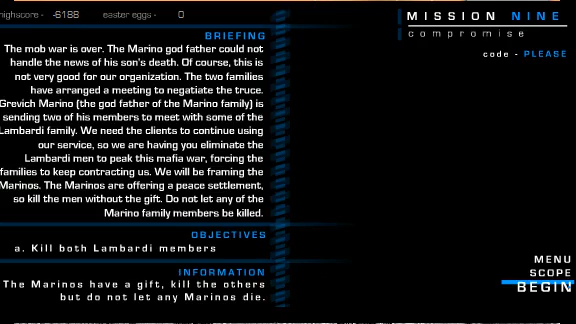 highscore - -6188 easter eggs - 0
MISSION NINE
compromise
code - PLEASE
BRIEFING
The mob war is over. The Marino god father could not
handle the news of his son's death. Of course, this is
not very good for our organization. The two families
have arranged a meeting to negatiate the truce.
Grevich Marino (the god father of the Marino family) is
sending two of his members to meet with some of the
Lambardi family. We need the clients to continue using
our service, so we are having you eliminate the
Lambardi men to peak this mafia war, forcing the
families to keep contracting us. We will be framing the
Marinos. The Marinos are offering a peace settlement,
so kill the men without the gift. Do not let any of the
Marino family members be killed.
OBJECTIVES
a. Kill both Lambardi members
INFORMATION
The Marinos have a gift, kill the others
but do not let any Marinos die.
MENU
SCOPE
BEGIN